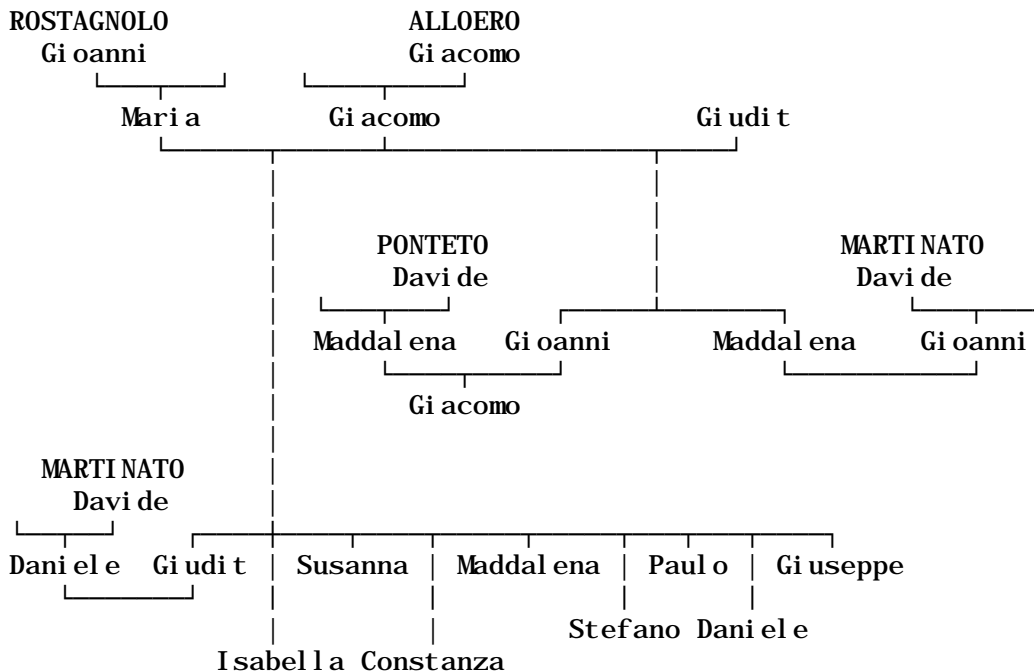 ROSTAGNOLO ALLOERO
Gioanni Giacomo
Maria Giacomo Giudit
PONTETO MARTINATO
Davide Davide
Maddalena Gioanni Maddalena Gioanni
Giacomo
MARTINATO
Davide
Daniele Giudit Susanna Maddalena Paulo Giuseppe
Stefano Daniele
Isabella Constanza